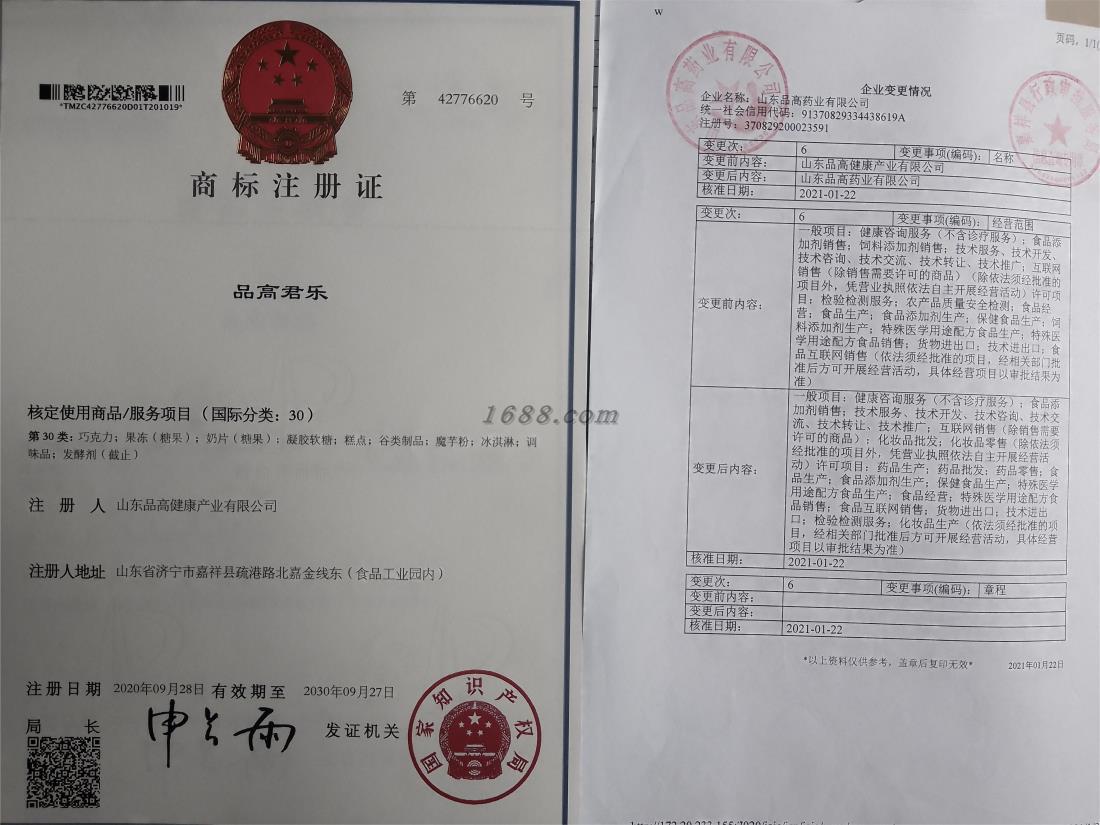 *TMZC42776620D01T201019*
第 42776620 号
商标注册证
品高君乐
核定使用商品/服务项目（国际分类：30）
第30类：巧克力；果冻（糖果）；奶片（糖果）；凝胶软糖；糕点；谷类制品；魔芋粉；冰淇淋；调
味品；发酵剂（截止）
注 册 人 山东品高健康产业有限公司
注册人地址 山东省济宁市嘉祥县疏港路北嘉金线东（食品工业园内）
注册日期 2020年09月28日 有效期至 2030年09月27日
局 长 申长雨 发证机关
国家知识产权局
1688.com
W
页码，1/1(
品高药业有限公司
企业变更情况
企业名称：山东品高药业有限公司
统一社会信用代码：91370829334438619A
注册号：370829200023591
变更次： 6 变更事项(编码)： 名称
变更前内容： 山东品高健康产业有限公司
变更后内容： 山东品高药业有限公司
核准日期： 2021-01-22
变更次： 6 变更事项(编码)： 经营范围
变更前内容：
一般项目：健康咨询服务（不含诊疗服务）；食品添
加剂销售；饲料添加剂销售；技术服务、技术开发、
技术咨询、技术交流、技术转让、技术推广；互联网
销售（除销售需要许可的商品）（除依法须经批准的
项目外，凭营业执照依法自主开展经营活动）许可项
目：检验检测服务；农产品质量安全检测；食品经
营；食品生产；食品添加剂生产；保健食品生产；饲
料添加剂生产；特殊医学用途配方食品生产；特殊医
学用途配方食品销售；货物进出口；技术进出口；食
品互联网销售（依法须经批准的项目，经相关部门批
准后方可开展经营活动，具体经营项目以审批结果为
准）
变更后内容：
一般项目：健康咨询服务（不含诊疗服务）；食品添
加剂销售；技术服务、技术开发、技术咨询、技术交
流、技术转让、技术推广；互联网销售（除销售需要
许可的商品）；化妆品批发；化妆品零售（除依法须
经批准的项目外，凭营业执照依法自主开展经营活
动）许可项目：药品生产；药品批发；药品零售；食
品生产；食品添加剂生产；保健食品生产；特殊医学
用途配方食品生产；食品经营；特殊医学用途配方食
品销售；食品互联网销售；货物进出口；技术进出
口；检验检测服务；化妆品生产（依法须经批准的项
目，经相关部门批准后方可开展经营活动，具体经营
项目以审批结果为准）
核准日期： 2021-01-22
变更次： 6 变更事项(编码)： 章程
变更前内容：
变更后内容：
核准日期： 2021-01-22
*以上资料仅供参考，盖章后复印无效* 2021年01月22日